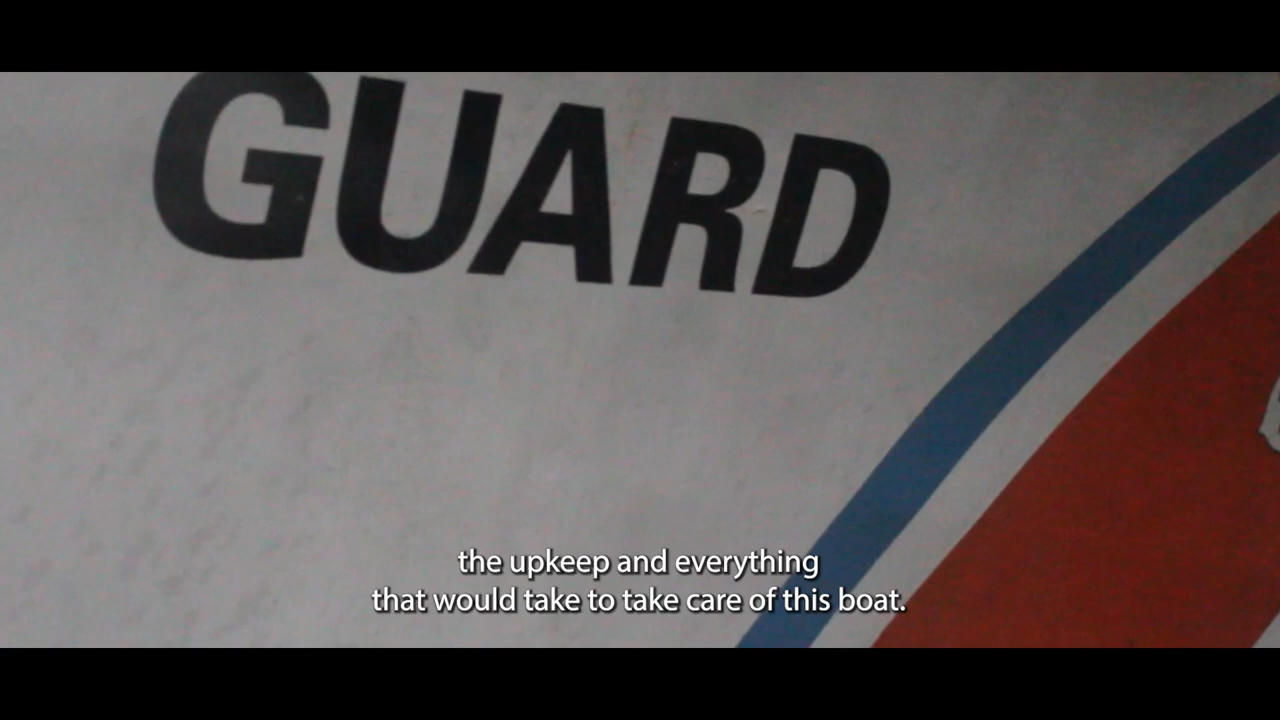 GUARD
the upkeep and everything
that would take to take care of this boat.